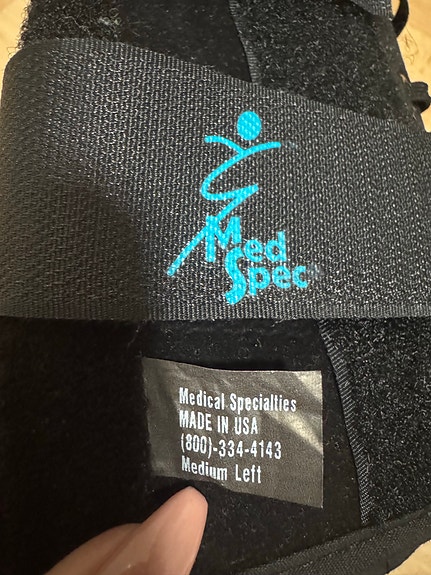 Med
Spec
Medical Specialties
MADE IN USA
(800)-334-4143
Medium Left